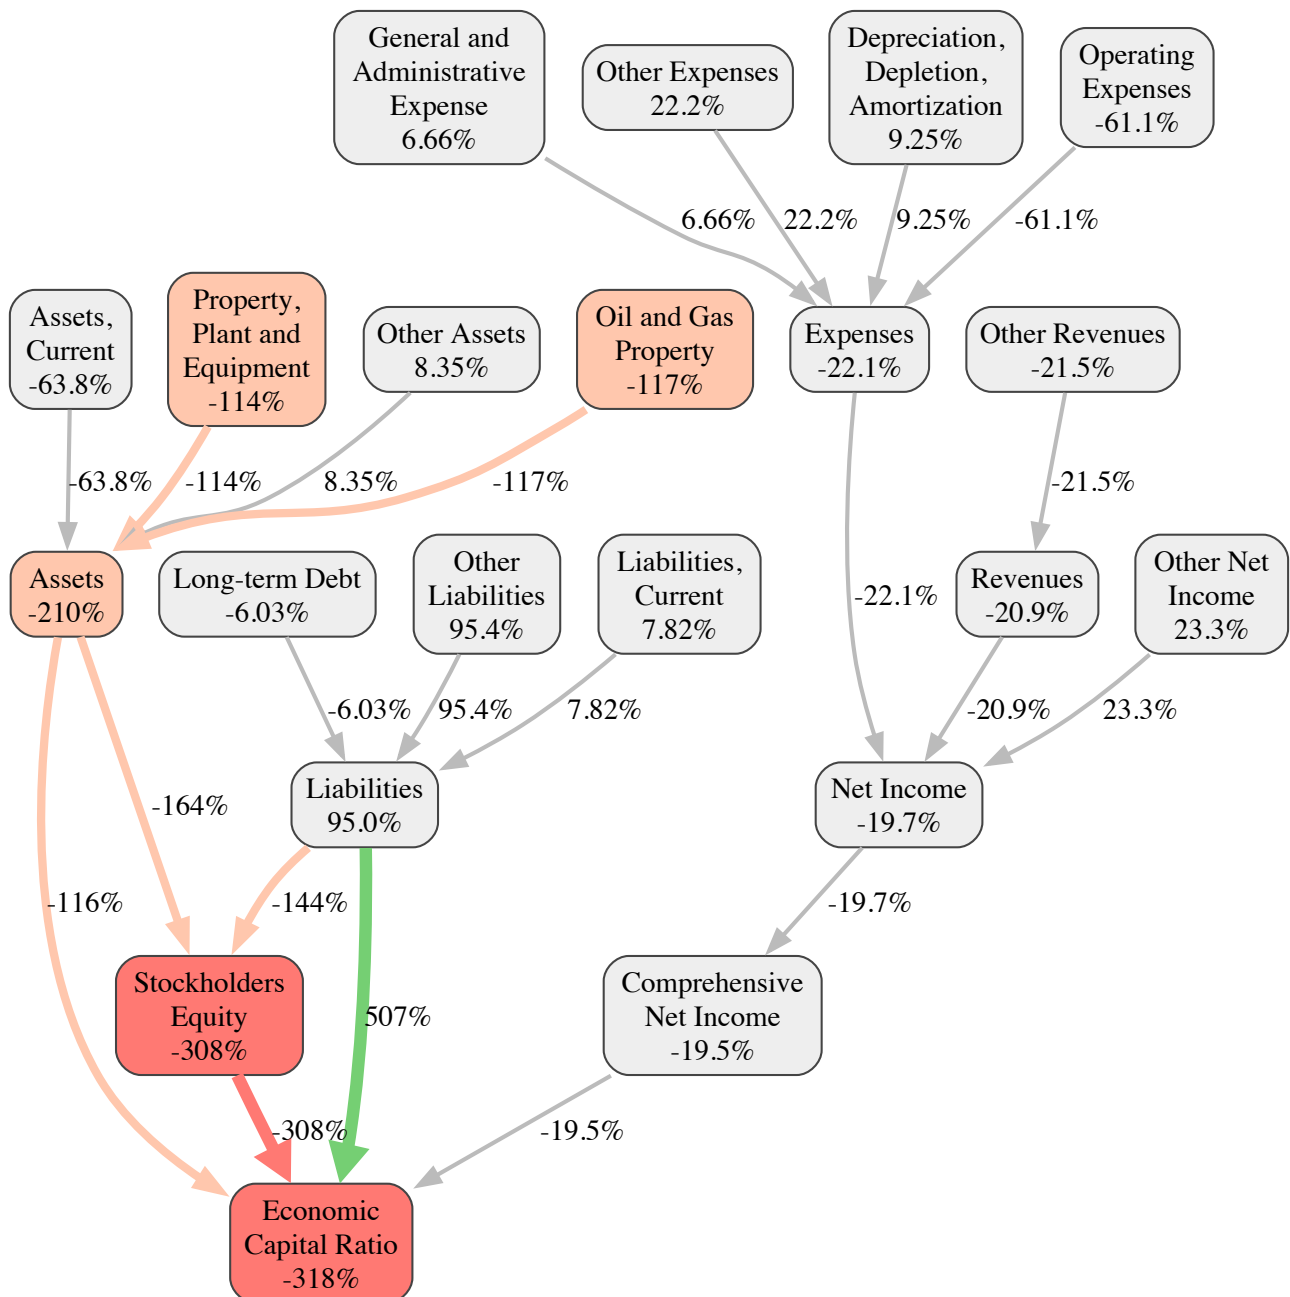 General and
Administrative
Expense
6.66%
Other Expenses
22.2%
Depreciation,
Depletion,
Amortization
9.25%
Operating
Expenses
-61.1%
6.66%
22.2%
9.25%
-61.1%
Assets,
Current
-63.8%
Property,
Plant and
Equipment
-114%
Other Assets
8.35%
Oil and Gas
Property
-117%
Expenses
-22.1%
Other Revenues
-21.5%
-63.8%
-114%
8.35%
-117%
-21.5%
Assets
-210%
Long-term Debt
-6.03%
Other
Liabilities
95.4%
Liabilities,
Current
7.82%
-22.1%
Revenues
-20.9%
Other Net
Income
23.3%
-6.03%
95.4%
7.82%
-20.9%
23.3%
-164%
Liabilities
95.0%
Net Income
-19.7%
-116%
-144%
-19.7%
Stockholders
Equity
-308%
507%
Comprehensive
Net Income
-19.5%
-308%
-19.5%
Economic
Capital Ratio
-318%